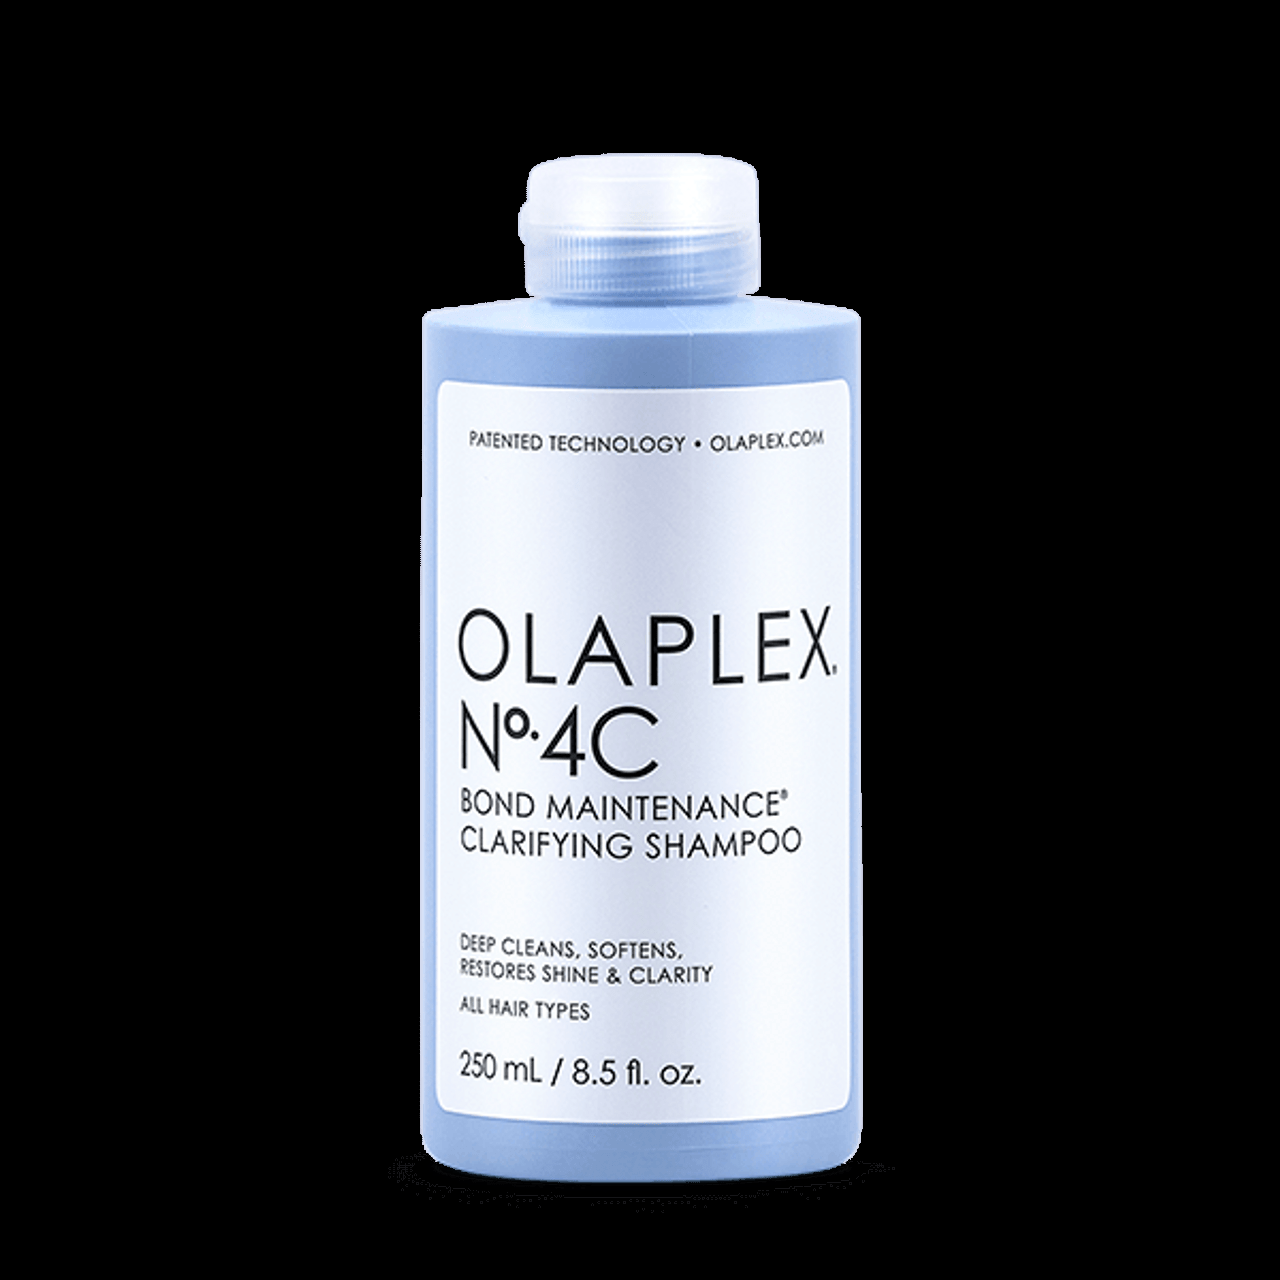 PATENTED TECHNOLOGY • OLAPLEX.COM
OLAPLEX®
Nº.4C
BOND MAINTENANCE®
CLARIFYING SHAMPOO
DEEP CLEANS, SOFTENS,
RESTORES SHINE & CLARITY
ALL HAIR TYPES
250 mL / 8.5 fl. oz.